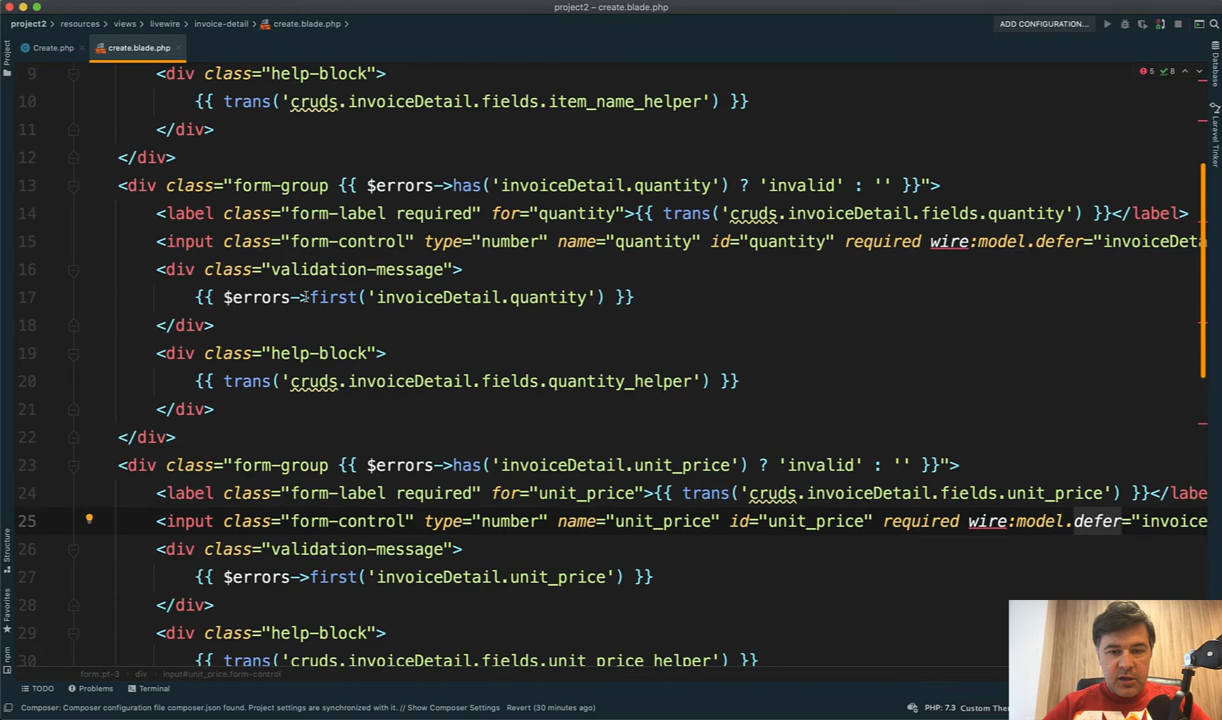 project2 – create.blade.php
project2 › resources › views › livewire › invoice-detail › create.blade.php ›
ADD CONFIGURATION...
Create.php
create.blade.php
Project
Database
Laravel Tinker
Structure
Favorites
npm
5 8
9 <div class="help-block">
10 {{ trans('cruds.invoiceDetail.fields.item_name_helper') }}
11 </div>
12 </div>
13 <div class="form-group {{ $errors->has('invoiceDetail.quantity') ? 'invalid' : '' }}">
14 <label class="form-label required" for="quantity">{{ trans('cruds.invoiceDetail.fields.quantity') }}</label>
15 <input class="form-control" type="number" name="quantity" id="quantity" required wire:model.defer="invoiceDeta
16 <div class="validation-message">
17 {{ $errors->first('invoiceDetail.quantity') }}
18 </div>
19 <div class="help-block">
20 {{ trans('cruds.invoiceDetail.fields.quantity_helper') }}
21 </div>
22 </div>
23 <div class="form-group {{ $errors->has('invoiceDetail.unit_price') ? 'invalid' : '' }}">
24 <label class="form-label required" for="unit_price">{{ trans('cruds.invoiceDetail.fields.unit_price') }}</labe
25 <input class="form-control" type="number" name="unit_price" id="unit_price" required wire:model.defer="invoice
26 <div class="validation-message">
27 {{ $errors->first('invoiceDetail.unit_price') }}
28 </div>
29 <div class="help-block">
30 {{ trans('cruds.invoiceDetail.fields.unit_price_helper') }}
form.pt-3 › div › input#unit_price.form-control
TODO Problems Terminal
Composer: Composer configuration file composer.json found. Project settings are synchronized with it. // Show Composer Settings Revert (30 minutes ago)
PHP: 7.3 Custom The